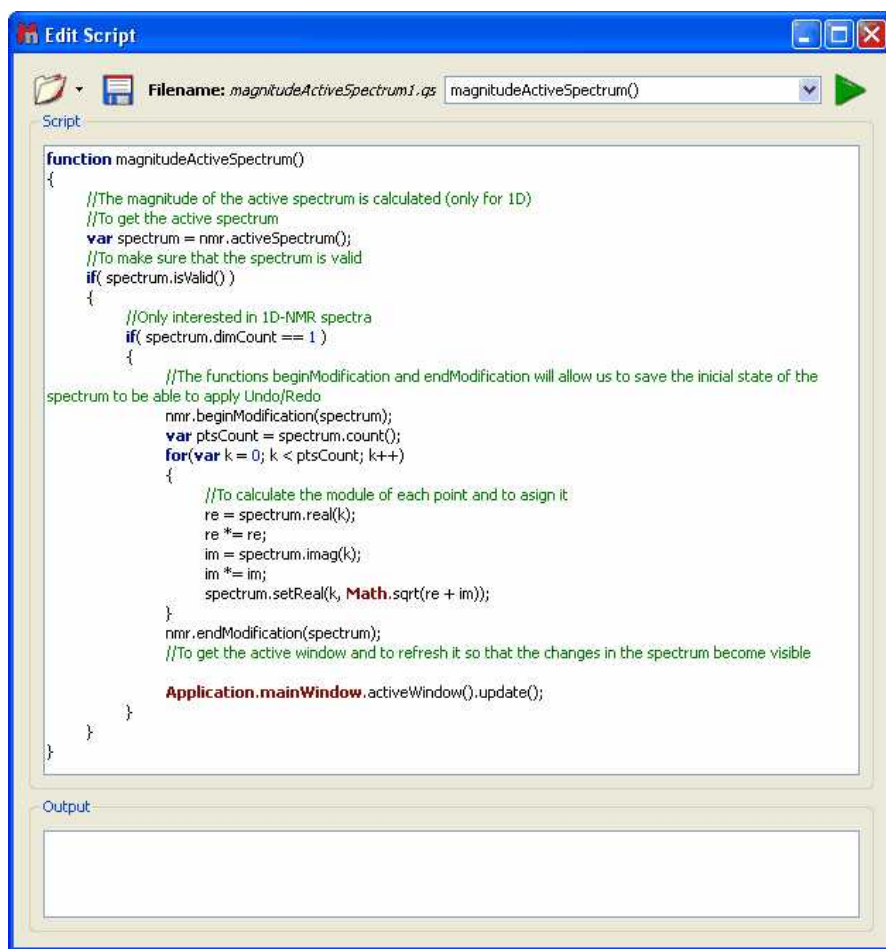 Edit Script
Filename: magnitudeActiveSpectrum1.qs magnitudeActiveSpectrum()
Script
function magnitudeActiveSpectrum()
{
//The magnitude of the active spectrum is calculated (only for 1D)
//To get the active spectrum
var spectrum = nmr.activeSpectrum();
//To make sure that the spectrum is valid
if( spectrum.isValid() )
{
//Only interested in 1D-NMR spectra
if( spectrum.dimCount == 1 )
{
//The functions beginModification and endModification will allow us to save the inicial state of the
spectrum to be able to apply Undo/Redo
nmr.beginModification(spectrum);
var ptsCount = spectrum.count();
for(var k = 0; k < ptsCount; k++)
{
//To calculate the module of each point and to asign it
re = spectrum.real(k);
re *= re;
im = spectrum.imag(k);
im *= im;
spectrum.setReal(k, Math.sqrt(re + im));
}
nmr.endModification(spectrum);
//To get the active window and to refresh it so that the changes in the spectrum become visible
Application.mainWindow.activeWindow().update();
}
}
}
Output